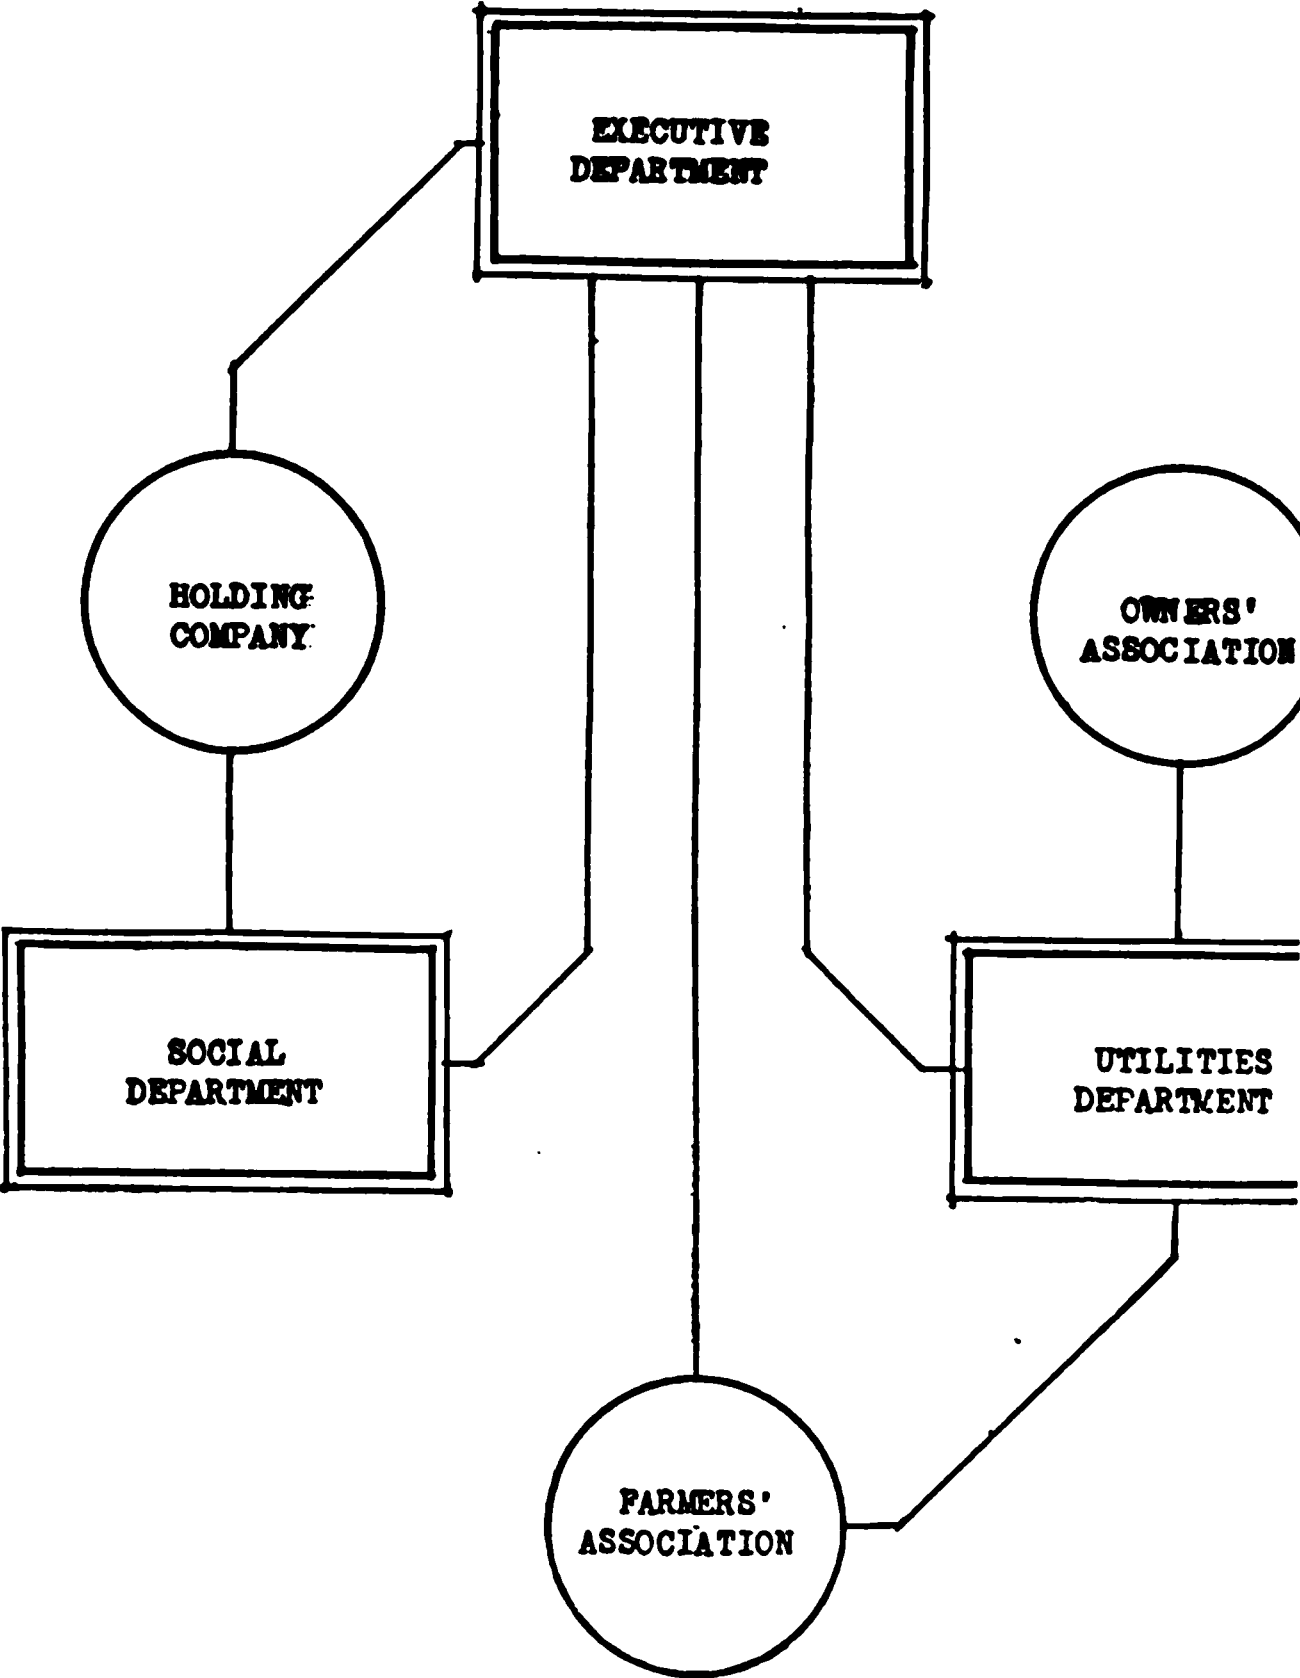 EXECUTIVE
DEPARTMENT
HOLDING
COMPANY
OWNERS'
ASSOCIATION
SOCIAL
DEPARTMENT
UTILITIES
DEPARTMENT
FARMERS'
ASSOCIATION